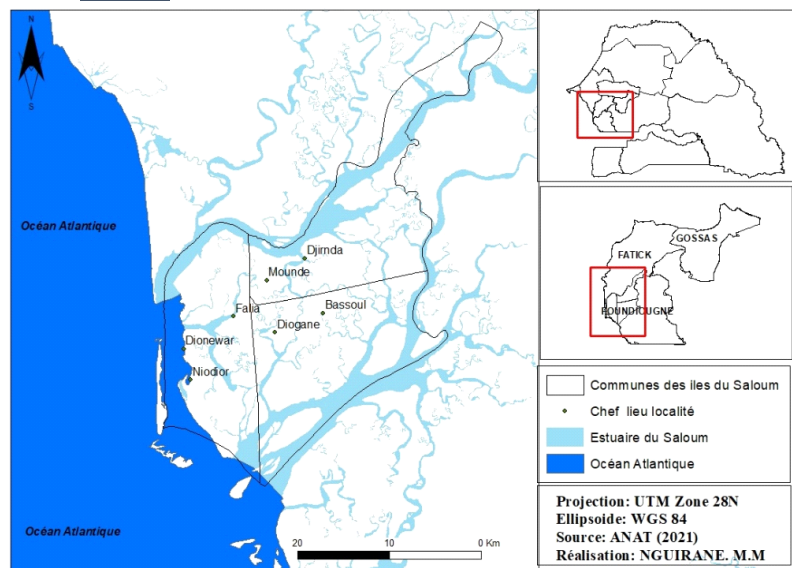 N
S
Océan Atlantique
Djirnda
Mounde
Falia
Bassoul
Diogane
Dionewar
Niodior
Océan Atlantique
20 10 0 Km
GOSSAS
FATICK
FOUNDIOUGNE
Communes des iles du Saloum
Chef lieu localité
Estuaire du Saloum
Océan Atlantique
Projection: UTM Zone 28N
Ellipsoide: WGS 84
Source: ANAT (2021)
Réalisation: NGUIRANE. M.M